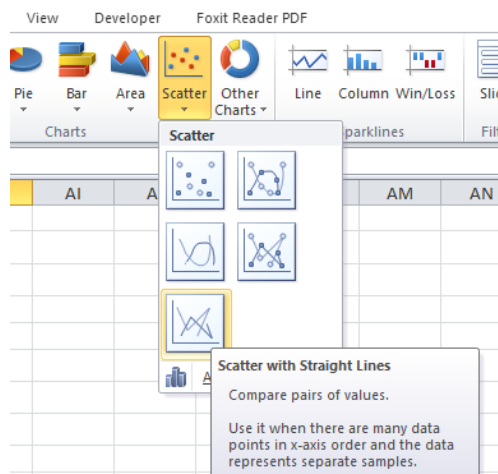 View Developer Foxit Reader PDF
Pie Bar Area Scatter Other Charts Line Column Win/Loss
Charts
Scatter
AI AM AN
Scatter with Straight Lines
Compare pairs of values.
Use it when there are many data
points in x-axis order and the data
represents separate samples.